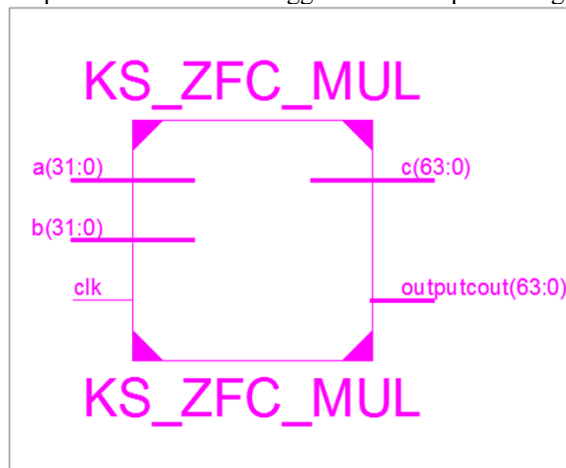 KS_ZFC_MUL
a(31:0)
c(63:0)
b(31:0)
clk
outputcout(63:0)
KS_ZFC_MUL